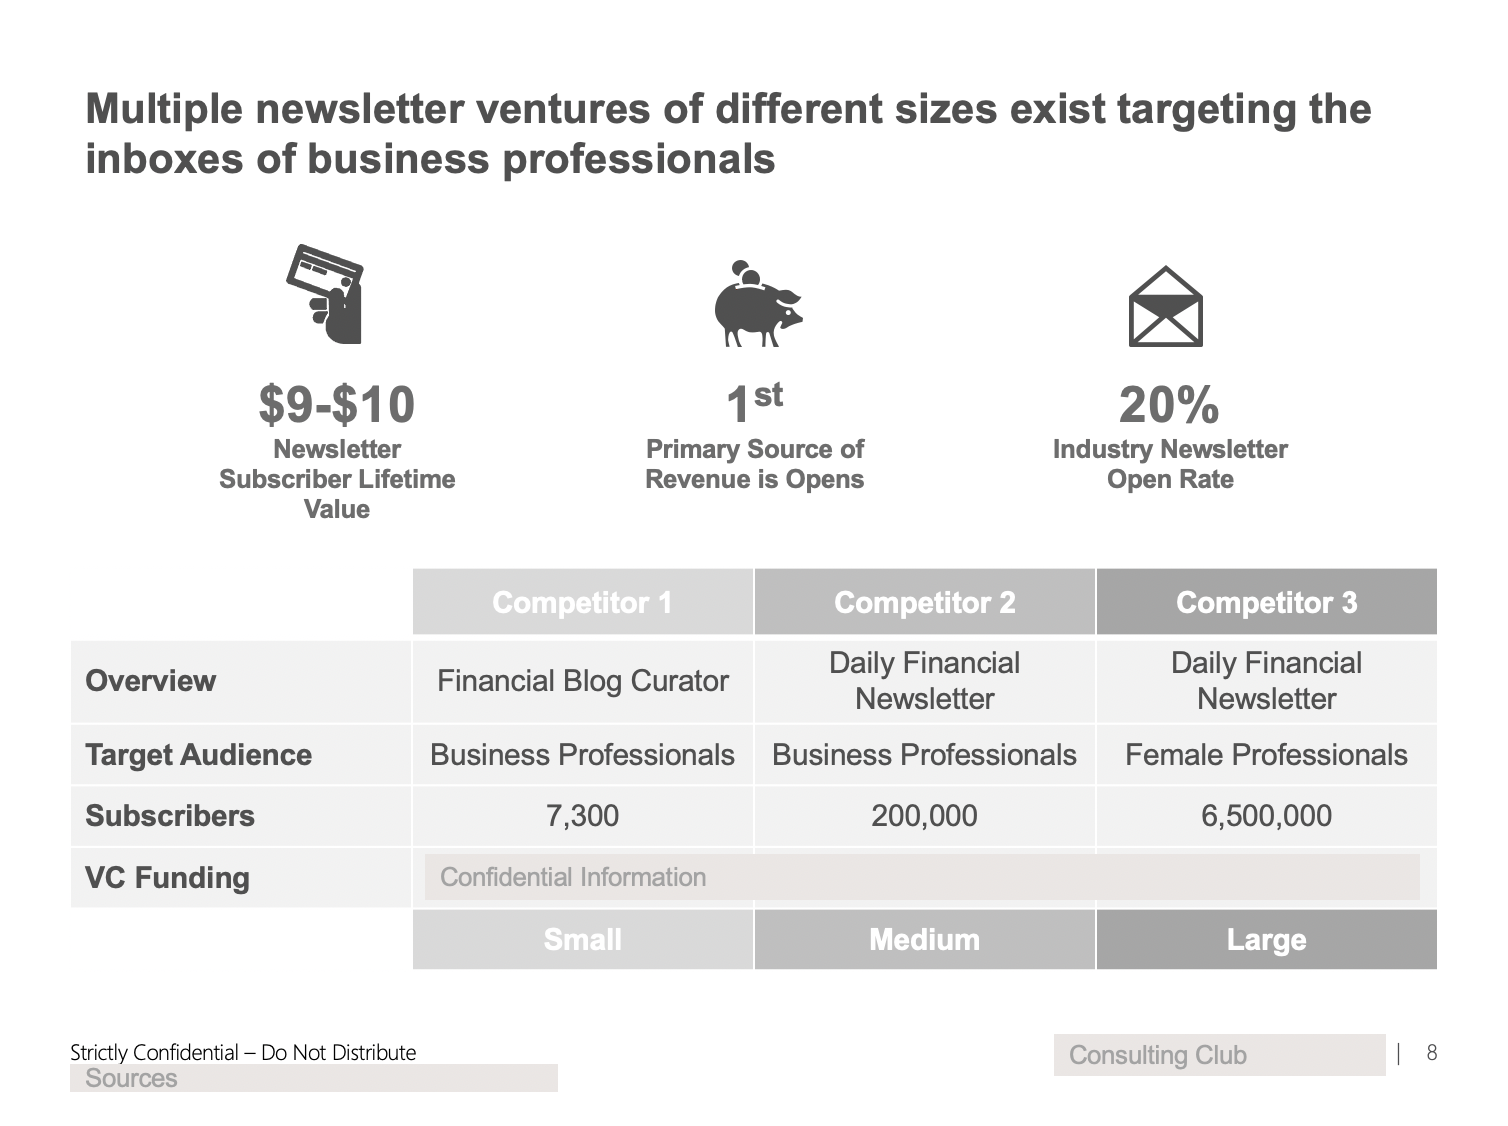 Multiple newsletter ventures of different sizes exist targeting the
inboxes of business professionals
$9-$10
Newsletter
Subscriber Lifetime
Value
1st
Primary Source of
Revenue is Opens
20%
Industry Newsletter
Open Rate
Competitor 1 Competitor 2 Competitor 3
Overview Financial Blog Curator Daily Financial Newsletter Daily Financial Newsletter
Target Audience Business Professionals Business Professionals Female Professionals
Subscribers 7,300 200,000 6,500,000
VC Funding Confidential Information
Small Medium Large
Strictly Confidential – Do Not Distribute
Sources
Consulting Club | 8